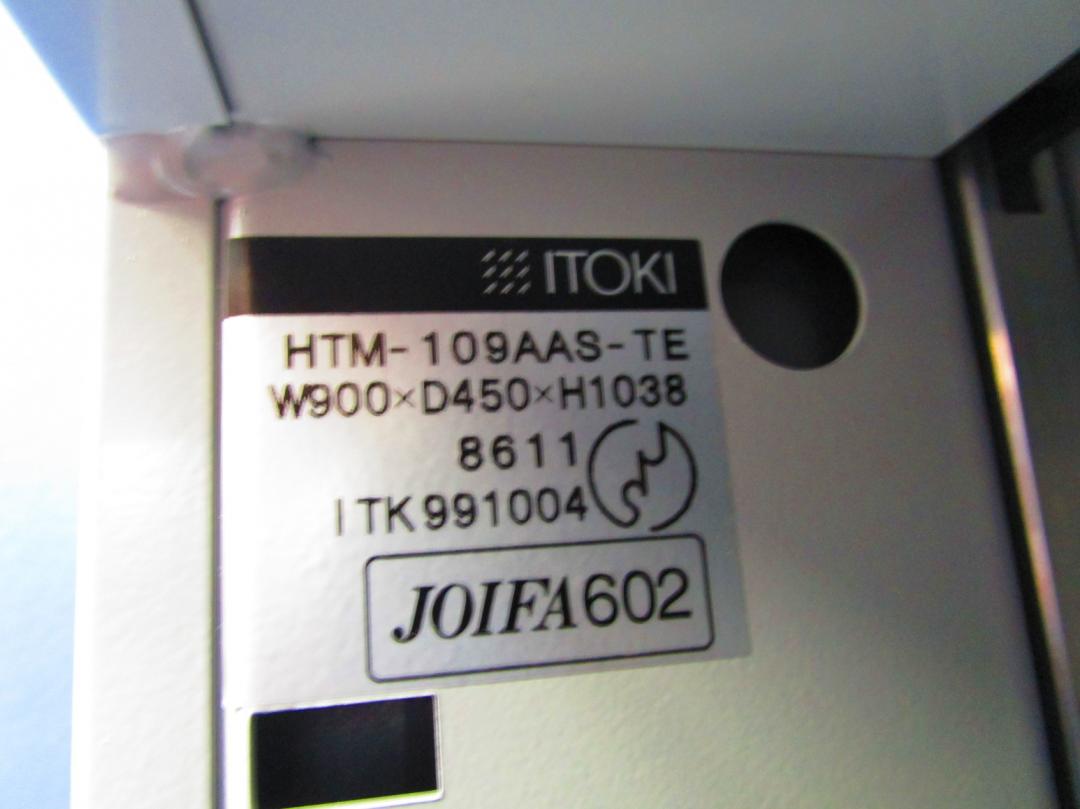 ITOKI
HTM-109AAS-TE
W900×D450×H1038
8611
ITK991004
JOIFA602